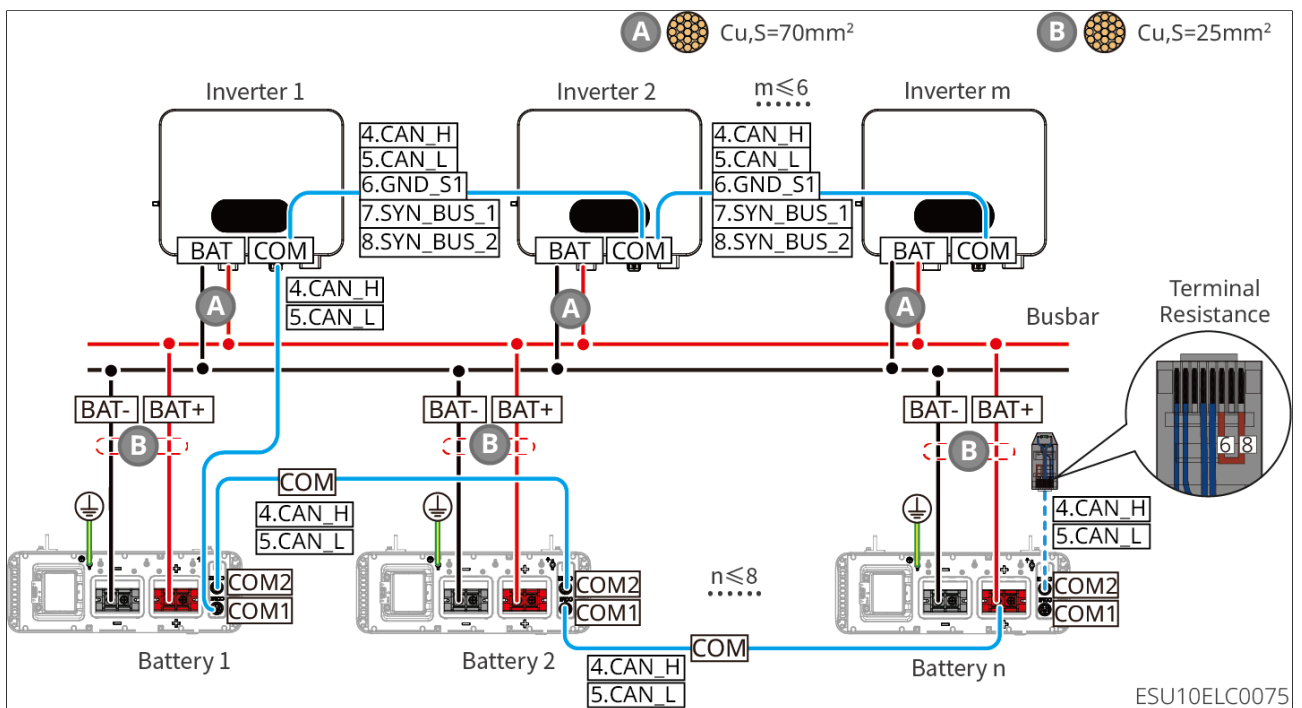 A Cu,S=70mm²
B Cu,S=25mm²
Inverter 1
Inverter 2
m≤6
Inverter m
4.CAN_H
5.CAN_L
6.GND_S1
7.SYN_BUS_1
8.SYN_BUS_2
4.CAN_H
5.CAN_L
6.GND_S1
7.SYN_BUS_1
8.SYN_BUS_2
BAT COM
BAT COM
BAT COM
4.CAN_H
5.CAN_L
A
A
A
Busbar
Terminal
Resistance
6 8
BAT- BAT+
BAT- BAT+
BAT- BAT+
B
B
B
COM
4.CAN_H
5.CAN_L
4.CAN_H
5.CAN_L
COM2
COM1
COM2
COM1
n≤8
COM2
COM1
COM
4.CAN_H
5.CAN_L
Battery 1
Battery 2
Battery n
ESU10ELC0075